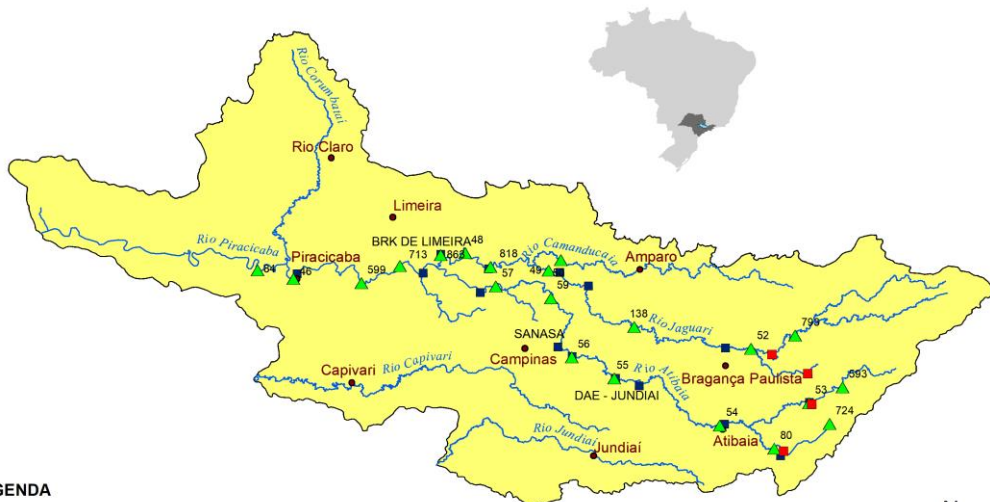 Rio Corumbataí
Rio Claro
Limeira
Rio Piracicaba
Piracicaba
BRK DE LIMEIRA
48
713
818
Rio Camanducaia
Amparo
84
46
599
57
49
59
138
Rio Jaguari
52
799
SANASA
Campinas
56
Capivari
Rio Capivari
55
Rio Atibaia
Bragança Paulista
593
DAE - JUNDIAI
53
724
54
Atibaia
80
Rio Jundiaí
Jundiaí
GENDA